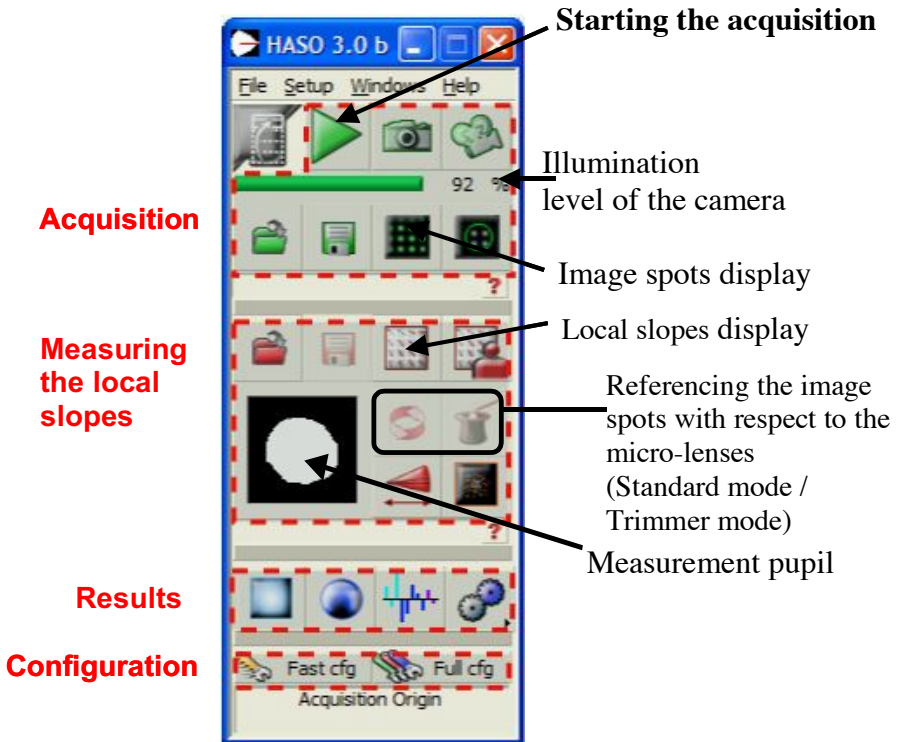 Starting the acquisition
HASO 3.0 b
File Setup Windows Help
92 %
Illumination
level of the camera
Acquisition
Image spots display
?
Local slopes display
Measuring
the local
slopes
Referencing the image
spots with respect to the
micro-lenses
(Standard mode /
Trimmer mode)
?
Measurement pupil
Results
Configuration
Fast cfg Full cfg
Acquisition Origin